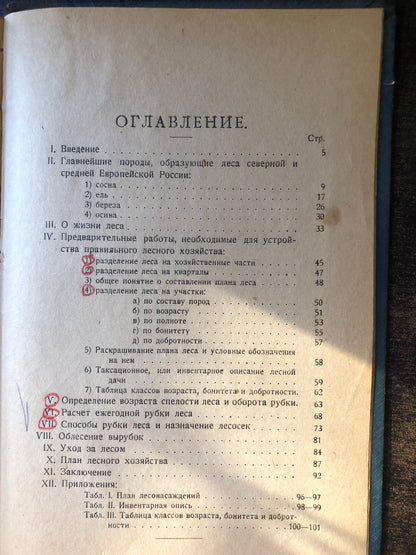 ОГЛАВЛЕНИЕ.
Стр.
I. Введение 5
II. Главнейшие породы, образующие леса северной и
средней Европейской России:
1) сосна 9
2) ель 17
3) береза 26
4) осина 30
III. О жизни леса 33
IV. Предварительные работы, необходимые для устрой-
ства правильного лесного хозяйства:
1) разделение леса на хозяйственные части 45
2) разделение леса на кварталы 47
3) общее понятие о составлении плана леса 48
4) разделение леса на участки:
а) по составу пород 50
б) по возрасту 51
в) по полноте 53
г) по бонитету 55
д) по добротности 57
5) Раскрашивание плана леса и условные обозначения
на нем 58
6) Таксационное, или инвентарное описание лесной
дачи 59
7) Таблица классов возраста, бонитета и добротности. 62
V. Определение возраста спелости леса и оборота рубки. 63
VI. Расчет ежегодной рубки леса 68
VII. Способы рубки леса и назначение лесосек 73
VIII. Облесение вырубок 81
IX. Уход за лесом 84
X. План лесного хозяйства 87
XI. Заключение 92
XII. Приложения:
Табл. I. План лесонасаждений 96—97
Табл. II. Инвентарная опись 98—99
Табл. III. Таблица классов возраста, бонитета и доброт-
ности 100—101